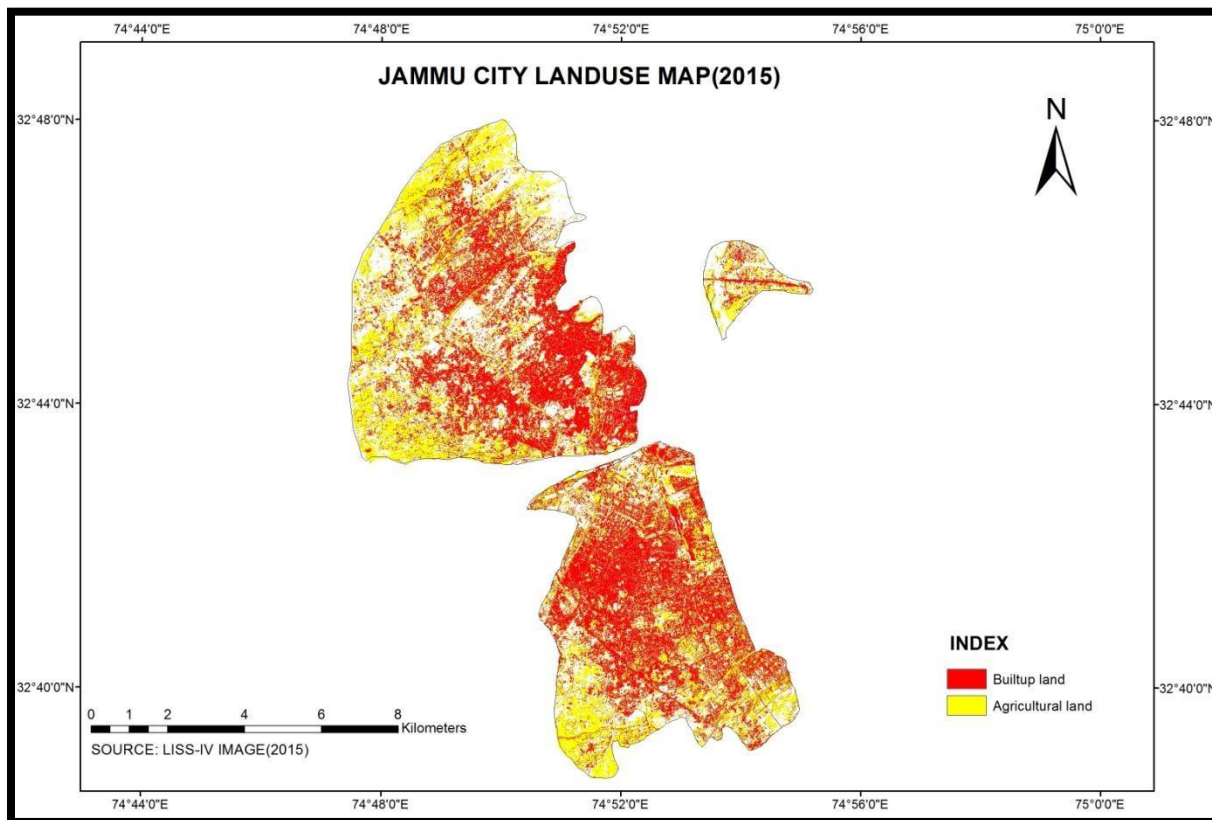 74°44'0"E 74°48'0"E 74°52'0"E 74°56'0"E 75°0'0"E
JAMMU CITY LANDUSE MAP(2015)
32°48'0"N 32°48'0"N
N
32°44'0"N 32°44'0"N
INDEX
Builtup land
32°40'0"N 32°40'0"N
Agricultural land
0 1 2 4 6 8
Kilometers
SOURCE: LISS-IV IMAGE(2015)
74°44'0"E 74°48'0"E 74°52'0"E 74°56'0"E 75°0'0"E